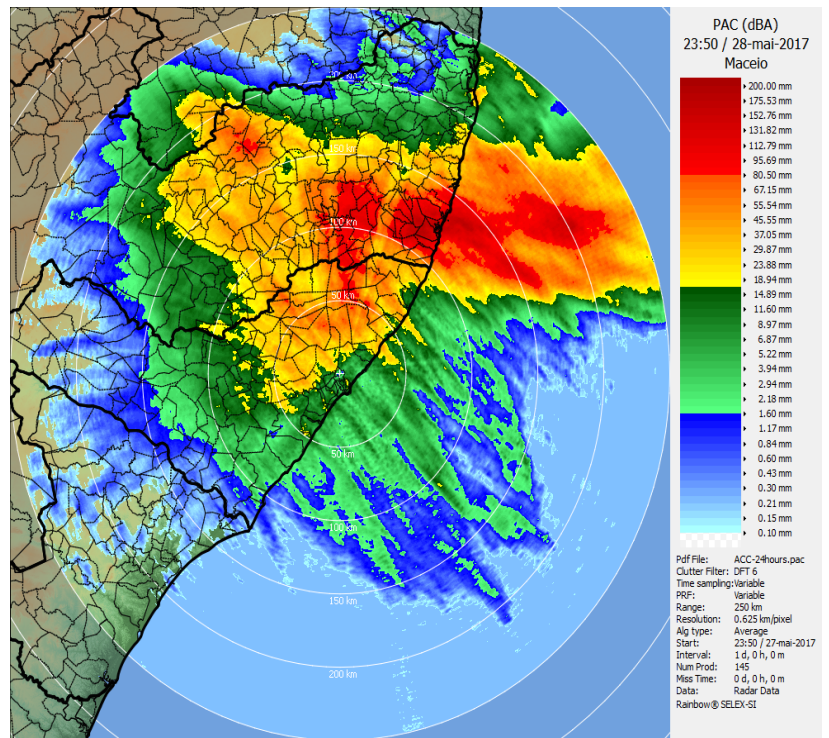 PAC (dBA)
23:50 / 28-mai-2017
Maceio
200.00 mm
175.53 mm
152.76 mm
131.82 mm
112.79 mm
95.69 mm
80.50 mm
67.15 mm
55.54 mm
45.55 mm
37.05 mm
29.87 mm
23.88 mm
18.94 mm
14.89 mm
11.60 mm
8.97 mm
6.87 mm
5.22 mm
3.94 mm
2.94 mm
2.18 mm
1.60 mm
1.17 mm
0.84 mm
0.60 mm
0.43 mm
0.30 mm
0.21 mm
0.15 mm
0.10 mm
100 km
50 km
50 km
100 km
150 km
200 km
Pdf File: ACC-24hours.pac
Clutter Filter: DFT 6
Time sampling:Variable
PRF: Variable
Range: 250 km
Resolution: 0.625 km/pixel
Alg type: Average
Start: 23:50 / 27-mai-2017
Interval: 1 d, 0 h, 0 m
Num Prod: 145
Miss Time: 0 d, 0 h, 0 m
Data: Radar Data
Rainbow® SELEX-SI